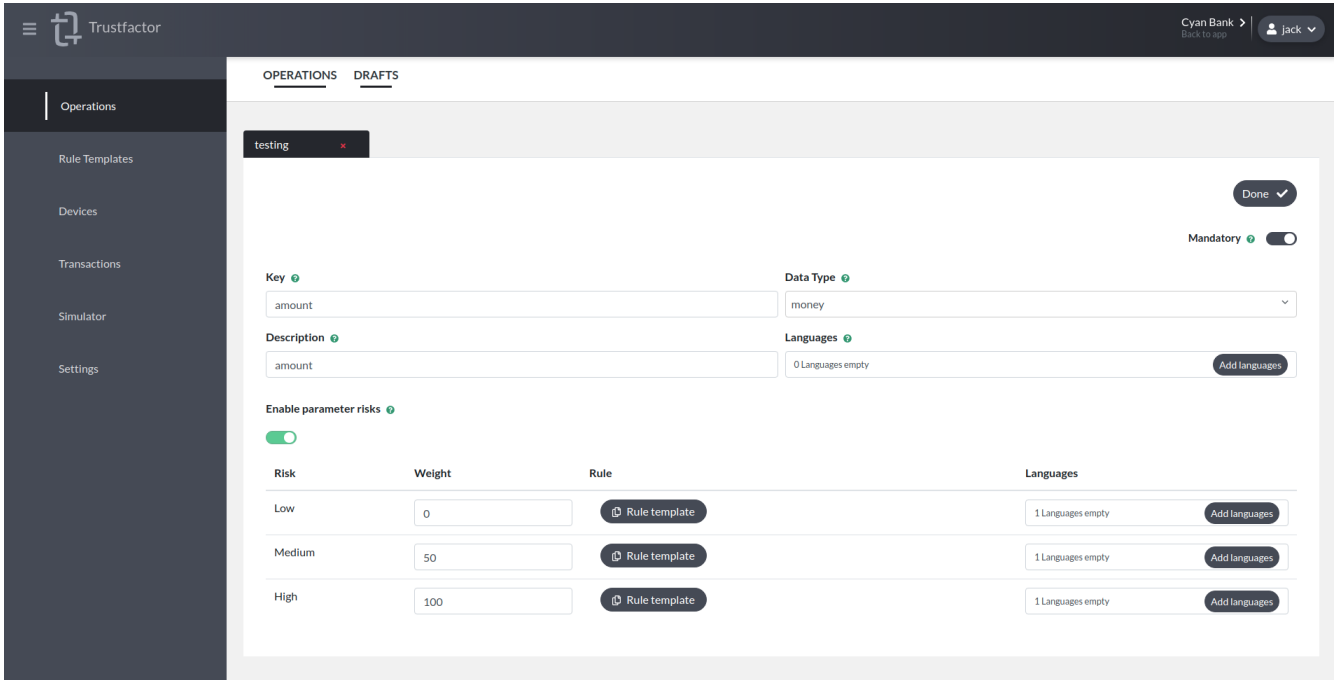 Trustfactor
Cyan Bank
Back to app
jack
OPERATIONS DRAFTS
Operations
Rule Templates
Devices
Transactions
Simulator
Settings
testing ×
Done
Mandatory ?
Key ? Data Type ?
amount money
Description ? Languages ?
amount 0 Languages empty Add languages
Enable parameter risks ?
Risk Weight Rule Languages
Low 0 Rule template 1 Languages empty Add languages
Medium 50 Rule template 1 Languages empty Add languages
High 100 Rule template 1 Languages empty Add languages